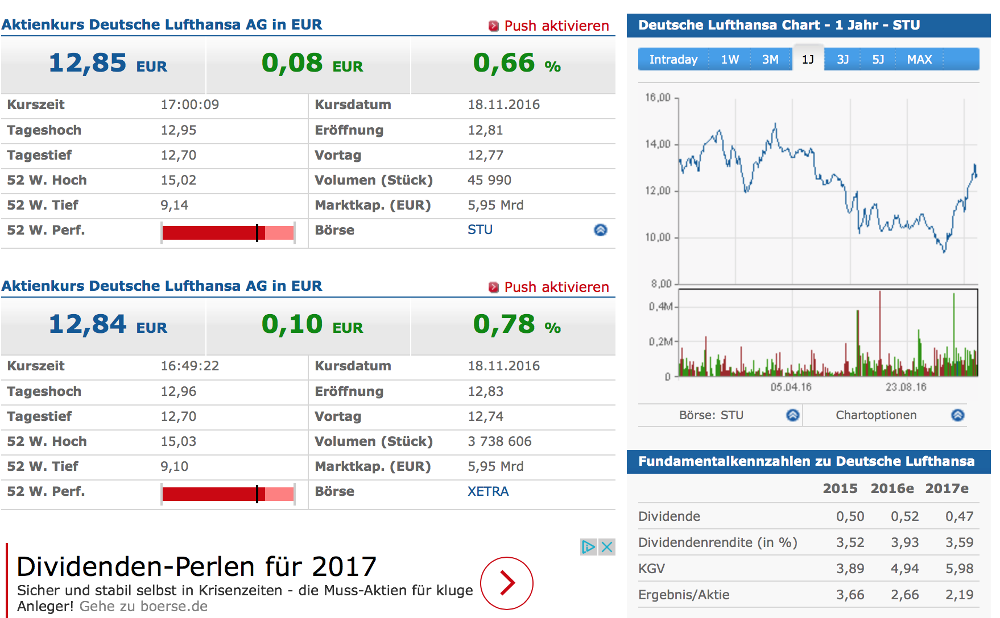 Aktienkurs Deutsche Lufthansa AG in EUR Push aktivieren
12,85 EUR 0,08 EUR 0,66 %
Kurszeit 17:00:09 Kursdatum 18.11.2016
Tageshoch 12,95 Eröffnung 12,81
Tagestief 12,70 Vortag 12,77
52 W. Hoch 15,02 Volumen (Stück) 45 990
52 W. Tief 9,14 Marktkap. (EUR) 5,95 Mrd
52 W. Perf. Börse STU
Aktienkurs Deutsche Lufthansa AG in EUR Push aktivieren
12,84 EUR 0,10 EUR 0,78 %
Kurszeit 16:49:22 Kursdatum 18.11.2016
Tageshoch 12,96 Eröffnung 12,83
Tagestief 12,70 Vortag 12,74
52 W. Hoch 15,03 Volumen (Stück) 3 738 606
52 W. Tief 9,10 Marktkap. (EUR) 5,95 Mrd
52 W. Perf. Börse XETRA
Dividenden-Perlen für 2017
Sicher und stabil selbst in Krisenzeiten - die Muss-Aktien für kluge
Anleger! Gehe zu boerse.de
Deutsche Lufthansa Chart - 1 Jahr - STU
Intraday 1W 3M 1J 3J 5J MAX
16,00
14,00
12,00
10,00
8,00
0,4M
0,2M
0
05.04.16 23.08.16
Börse: STU Chartoptionen
Fundamentalkennzahlen zu Deutsche Lufthansa
2015 2016e 2017e
Dividende 0,50 0,52 0,47
Dividendenrendite (in %) 3,52 3,93 3,59
KGV 3,89 4,94 5,98
Ergebnis/Aktie 3,66 2,66 2,19